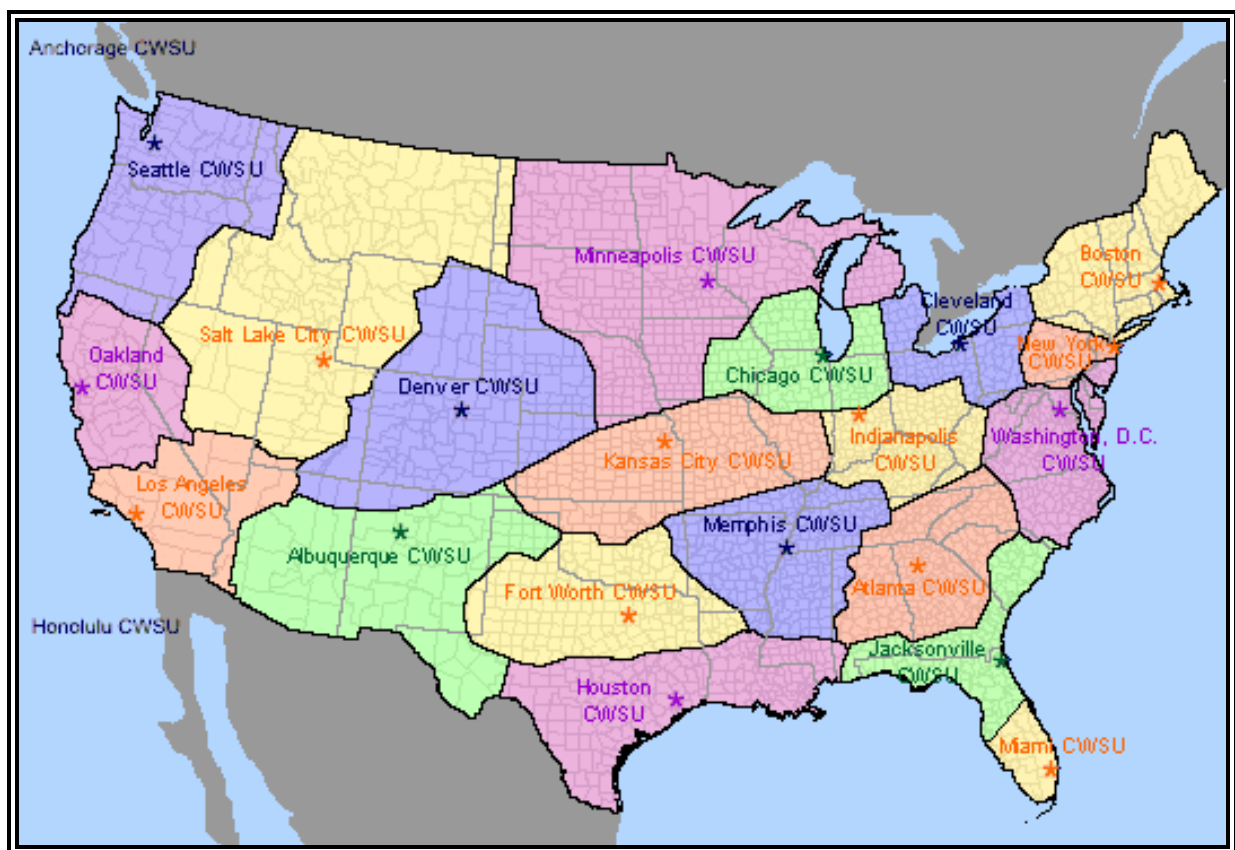 Anchorage CWSU
Seattle CWSU
Minneapolis CWSU
Boston
CWSU
Cleveland
CWSU
Salt Lake City CWSU
New York
CWSU
Oakland
CWSU
Chicago CWSU
Denver CWSU
Indianapolis
CWSU
Washington, D.C.
CWSU
Kansas City CWSU
Los Angeles
CWSU
Memphis CWSU
Albuquerque CWSU
Fort Worth CWSU
Atlanta CWSU
Honolulu CWSU
Jacksonville
CWSU
Houston
CWSU
Miami CWSU